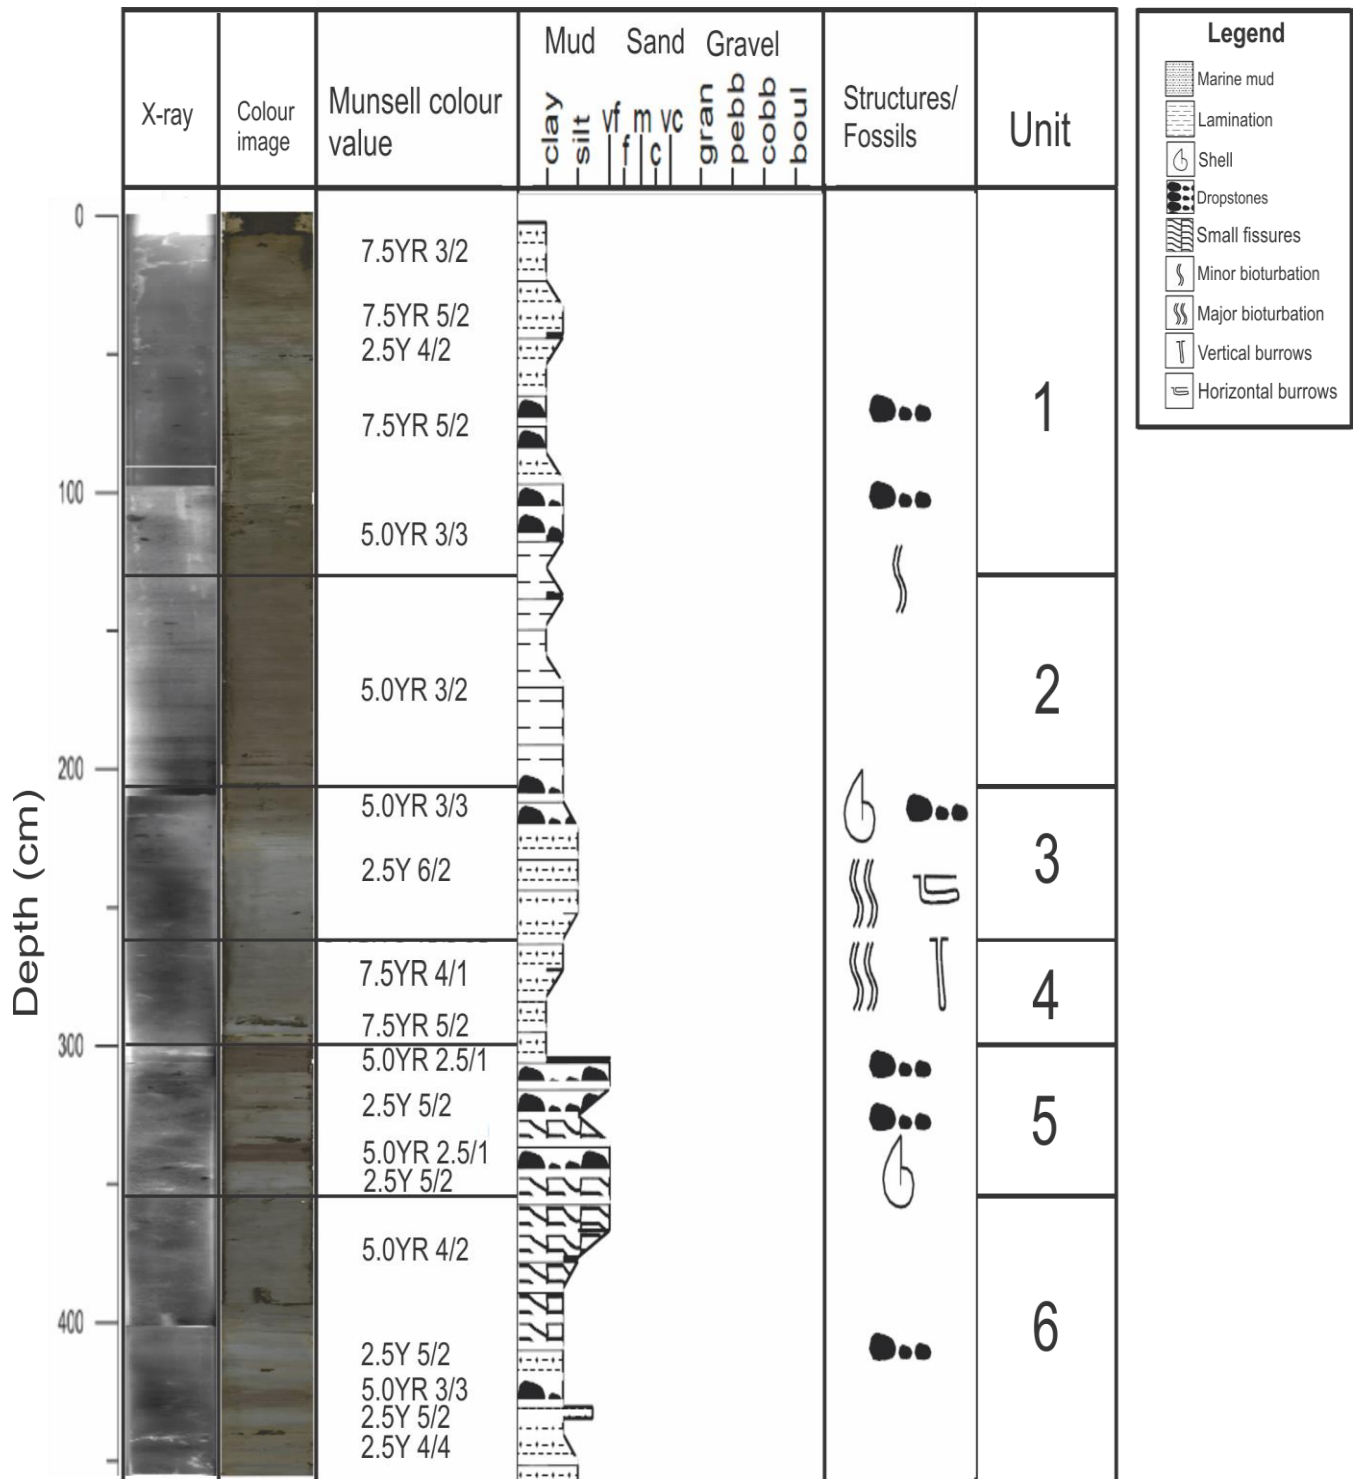 X-ray
Colour
image
Munsell colour
value
Mud Sand Gravel
clay
silt
vf
f
m
c
vc
gran
pebb
cobb
boul
Structures/
Fossils
Unit
Legend
Marine mud
Lamination
Shell
Dropstones
Small fissures
Minor bioturbation
Major bioturbation
Vertical burrows
Horizontal burrows
Depth (cm)
0
100
200
300
400
7.5YR 3/2
7.5YR 5/2
2.5Y 4/2
7.5YR 5/2
5.0YR 3/3
5.0YR 3/2
5.0YR 3/3
2.5Y 6/2
7.5YR 4/1
7.5YR 5/2
5.0YR 2.5/1
2.5Y 5/2
5.0YR 2.5/1
2.5Y 5/2
5.0YR 4/2
2.5Y 5/2
5.0YR 3/3
2.5Y 5/2
2.5Y 4/4
1
2
3
4
5
6